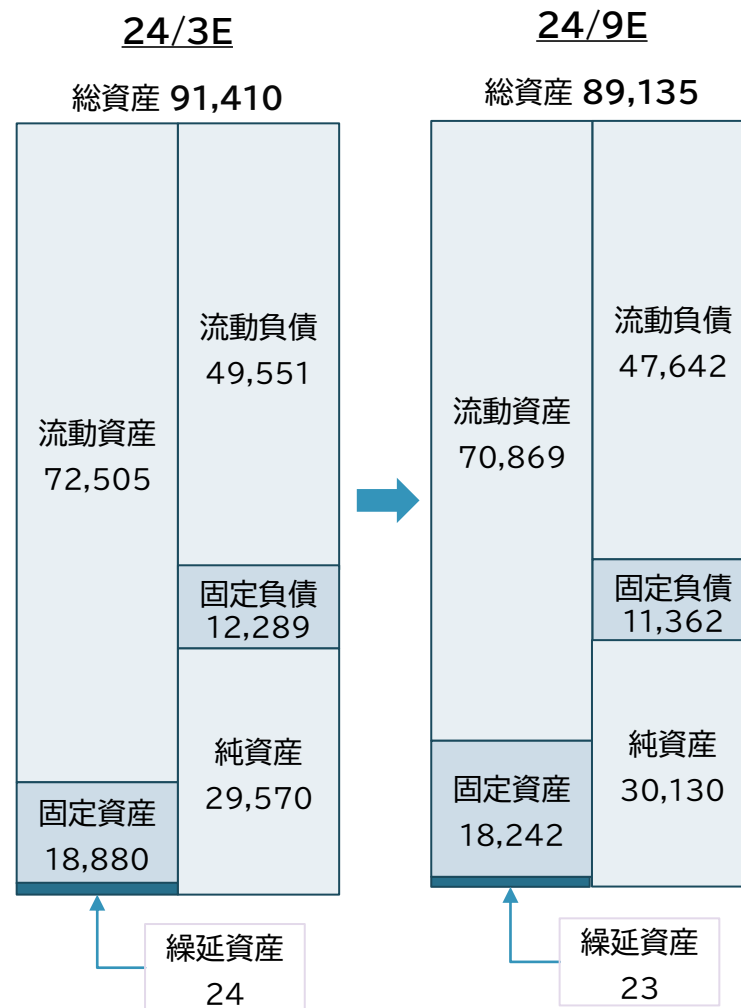 24/3E
総資産 91,410
流動資産
72,505
流動負債
49,551
固定負債
12,289
純資産
29,570
固定資産
18,880
繰延資産
24
24/9E
総資産 89,135
流動資産
70,869
流動負債
47,642
固定負債
11,362
純資産
30,130
固定資産
18,242
繰延資産
23